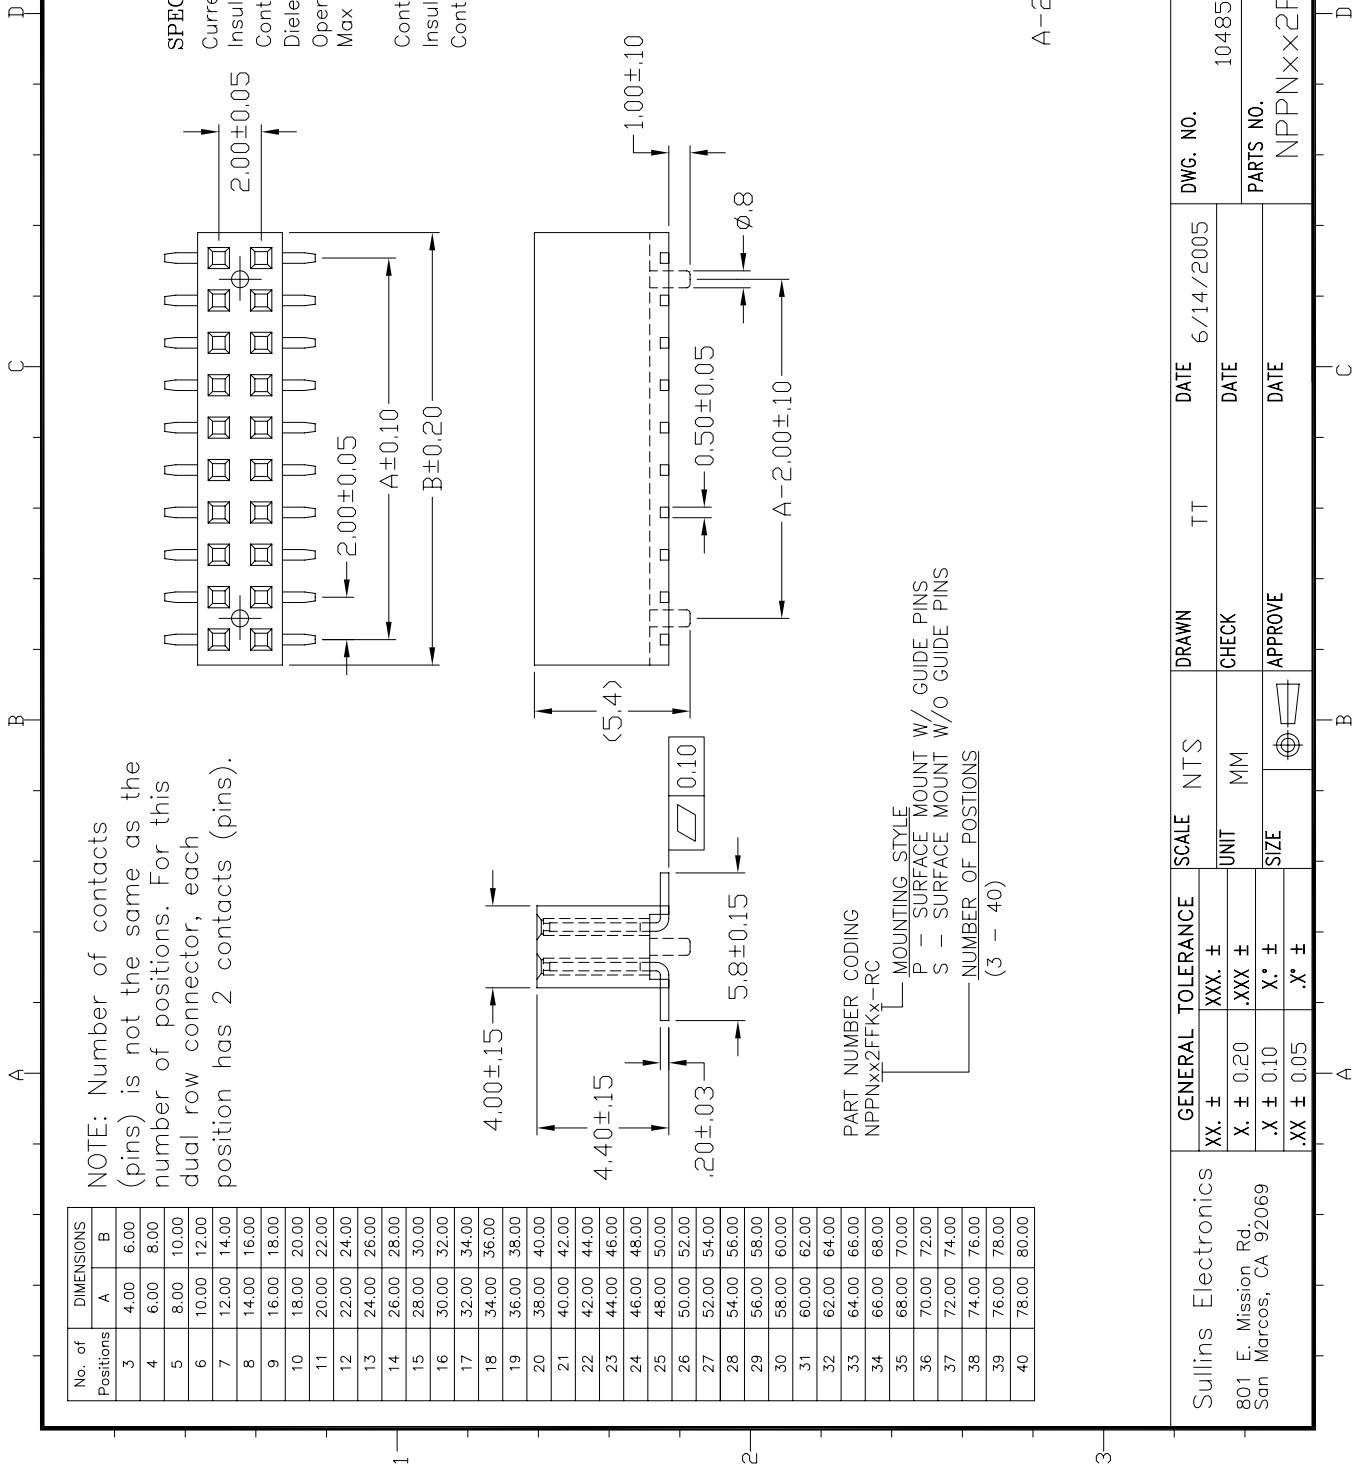 No. of Positions | DIMENSIONS
A | B
3 4.00 6.00
4 6.00 8.00
5 8.00 10.00
6 10.00 12.00
7 12.00 14.00
8 14.00 16.00
9 16.00 18.00
10 18.00 20.00
11 20.00 22.00
12 22.00 24.00
13 24.00 26.00
14 26.00 28.00
15 28.00 30.00
16 30.00 32.00
17 32.00 34.00
18 34.00 36.00
19 36.00 38.00
20 38.00 40.00
21 40.00 42.00
22 42.00 44.00
23 44.00 46.00
24 46.00 48.00
25 48.00 50.00
26 50.00 52.00
27 52.00 54.00
28 54.00 56.00
29 56.00 58.00
30 58.00 60.00
31 60.00 62.00
32 62.00 64.00
33 64.00 66.00
34 66.00 68.00
35 68.00 70.00
36 70.00 72.00
37 72.00 74.00
38 74.00 76.00
39 76.00 78.00
40 78.00 80.00
NOTE: Number of contacts
(pins) is not the same as the
number of positions. For this
dual row connector, each
position has 2 contacts (pins).
SPEC
Curre
Insul
Cont
Diele
Oper
Max
Cont
Insul
Cont
2.00±0.05
2.00±0.05
A±0.10
B±0.20
4.00±.15
4.40±.15
.20±.03
5.8±0.15
0.10
(5.4)
1.00±.10
Ø.8
0.50±0.05
A-2.00±.10
PART NUMBER CODING
NPPNxx2FFKx-RC
MOUNTING STYLE
P - SURFACE MOUNT W/ GUIDE PINS
S - SURFACE MOUNT W/O GUIDE PINS
NUMBER OF POSTIONS
(3 - 40)
A-2
Sullins Electronics
801 E. Mission Rd.
San Marcos, CA 92069
GENERAL TOLERANCE
XX. ± XXX. ±
X. ± 0.20 .XXX ±
.X ± 0.10 X.° ±
.XX ± 0.05 .X° ±
SCALE NTS
UNIT MM
SIZE
DRAWN TT DATE 6/14/2005
CHECK DATE
APPROVE DATE
DWG. NO.
10485
PARTS NO.
NPPNxx2F
A B C D
A B C D
1
2
3